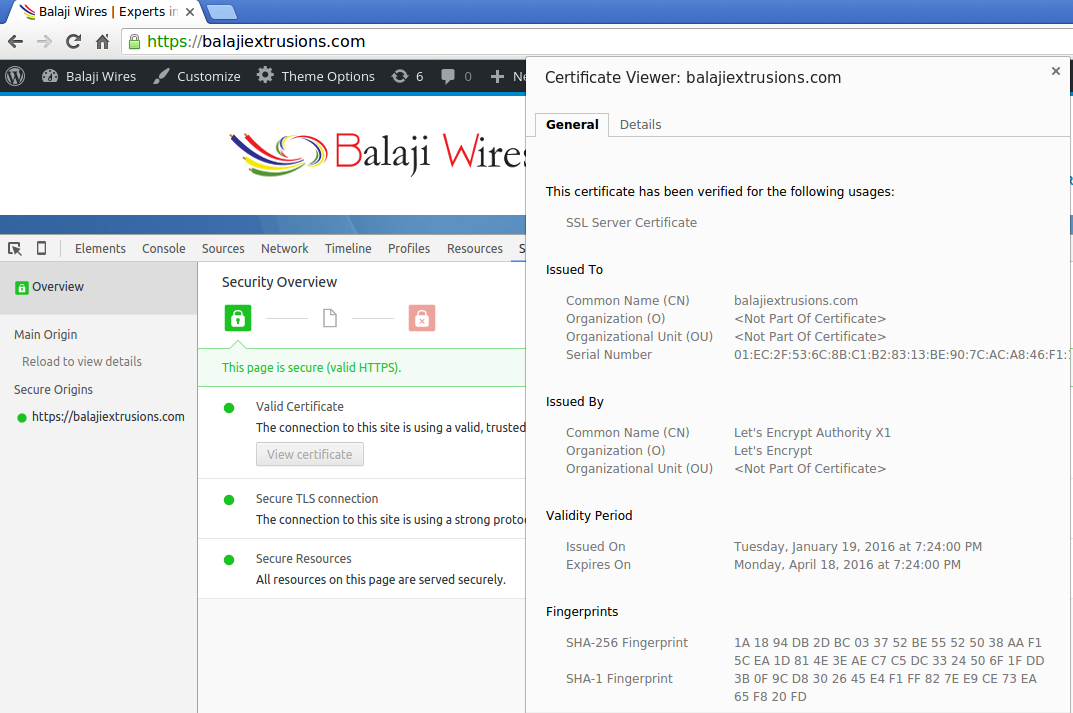 Balaji Wires | Experts in
https://balajiextrusions.com
Balaji Wires Customize Theme Options 6 0 Ne
Balaji Wires
Elements Console Sources Network Timeline Profiles Resources S
Overview
Main Origin
Reload to view details
Secure Origins
https://balajiextrusions.com
Security Overview
This page is secure (valid HTTPS).
Valid Certificate
The connection to this site is using a valid, trusted
View certificate
Secure TLS connection
The connection to this site is using a strong proto
Secure Resources
All resources on this page are served securely.
Certificate Viewer: balajiextrusions.com
General Details
This certificate has been verified for the following usages:
SSL Server Certificate
Issued To
Common Name (CN) balajiextrusions.com
Organization (O) <Not Part Of Certificate>
Organizational Unit (OU) <Not Part Of Certificate>
Serial Number 01:EC:2F:53:6C:8B:C1:B2:83:13:BE:90:7C:AC:A8:46:F1:
Issued By
Common Name (CN) Let's Encrypt Authority X1
Organization (O) Let's Encrypt
Organizational Unit (OU) <Not Part Of Certificate>
Validity Period
Issued On Tuesday, January 19, 2016 at 7:24:00 PM
Expires On Monday, April 18, 2016 at 7:24:00 PM
Fingerprints
SHA-256 Fingerprint 1A 18 94 DB 2D BC 03 37 52 BE 55 52 50 38 AA F1
5C EA 1D 81 4E 3E AE C7 C5 DC 33 24 50 6F 1F DD
SHA-1 Fingerprint 3B 0F 9C D8 30 26 45 E4 F1 FF 82 7E E9 CE 73 EA
65 F8 20 FD